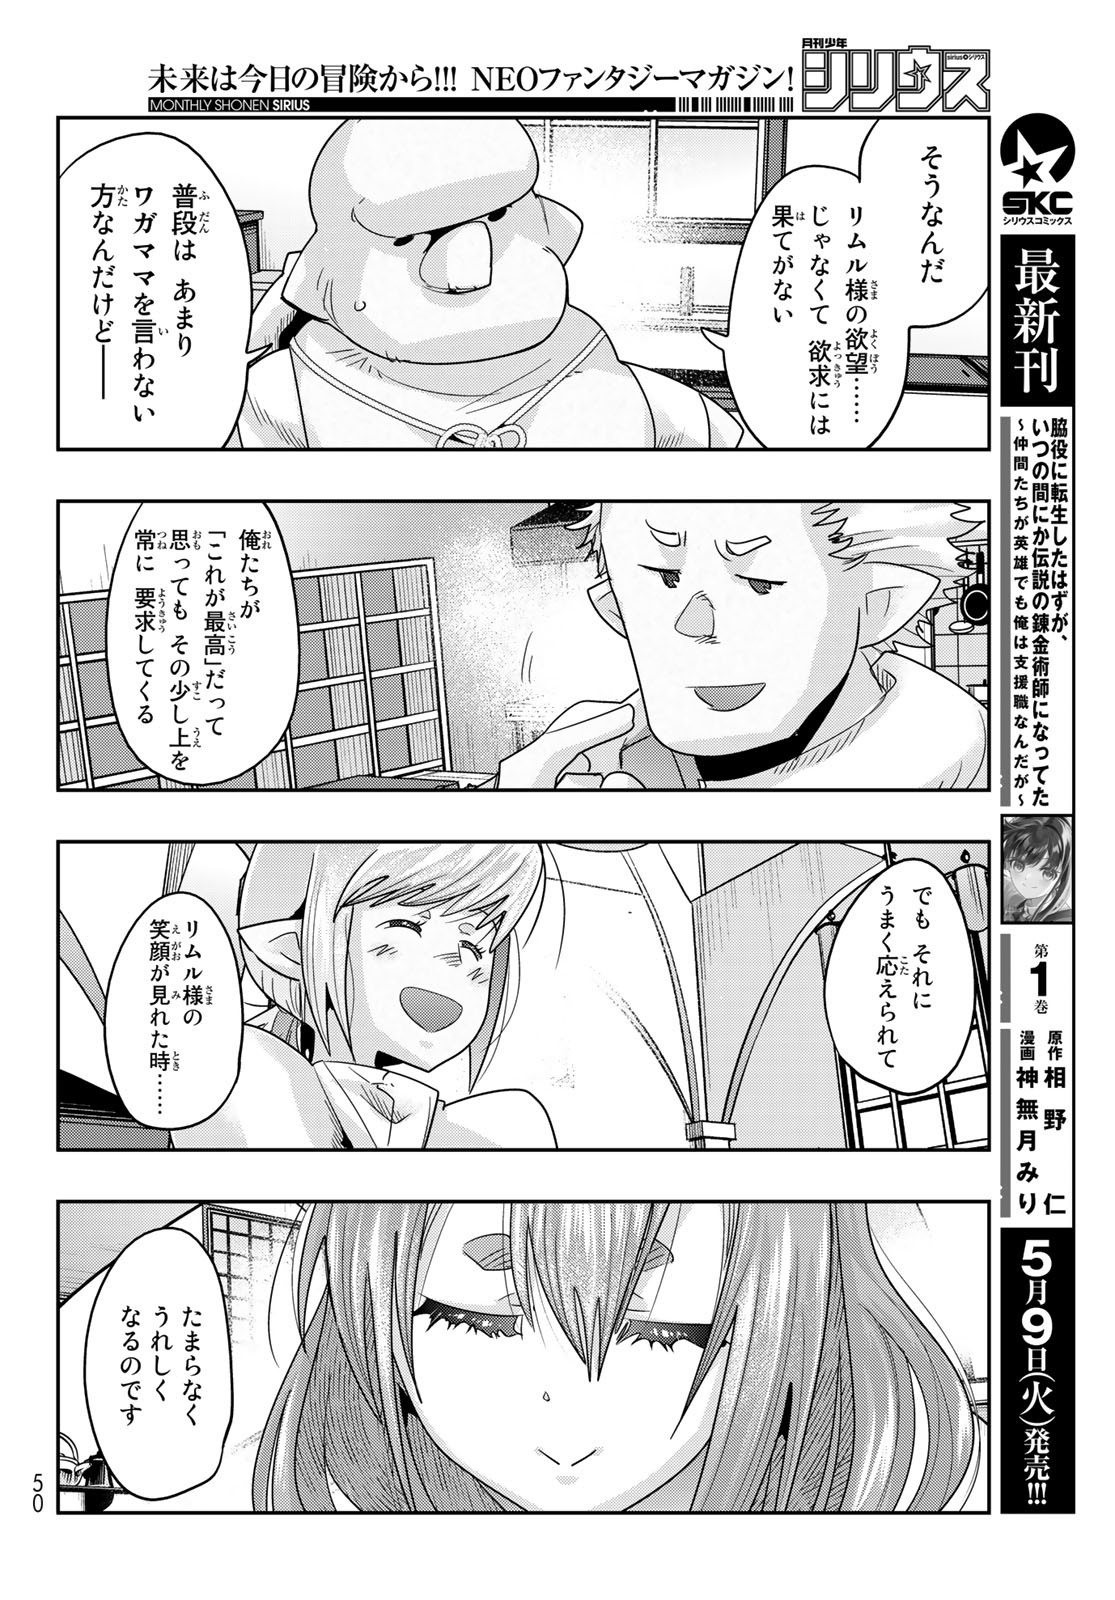 未来は今日の冒険から!!! NEOファンタジーマガジン!
MONTHLY SHONEN SIRIUS
月刊少年
シリウス
sirius シリウス
そうなんだ
リムル様の欲望……
じゃなくて 欲求には
果てがない
普段は あまり
ワガママを言わない
方なんだけど――
俺たちが
「これが最高」だって
思っても その少し上を
常に 要求してくる
でも それに
うまく応えられて
リムル様の
笑顔が見れた時……
たまらなく
うれしく
なるのです
SKC
シリウスコミックス
最新刊
脇役に転生したはずが、
いつの間にか伝説の錬金術師になってた
～仲間たちが英雄でも俺は支援職なんだが～
第1巻
原作 相野 仁
漫画 神無月みり
5月9日(火)発売!!!
50